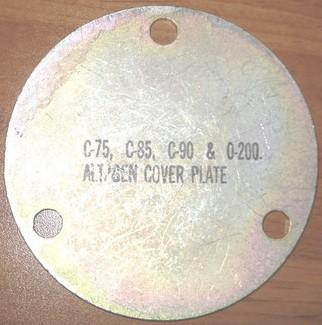 C-75, C-85, C-90 & O-200.
ALT/GEN COVER PLATE